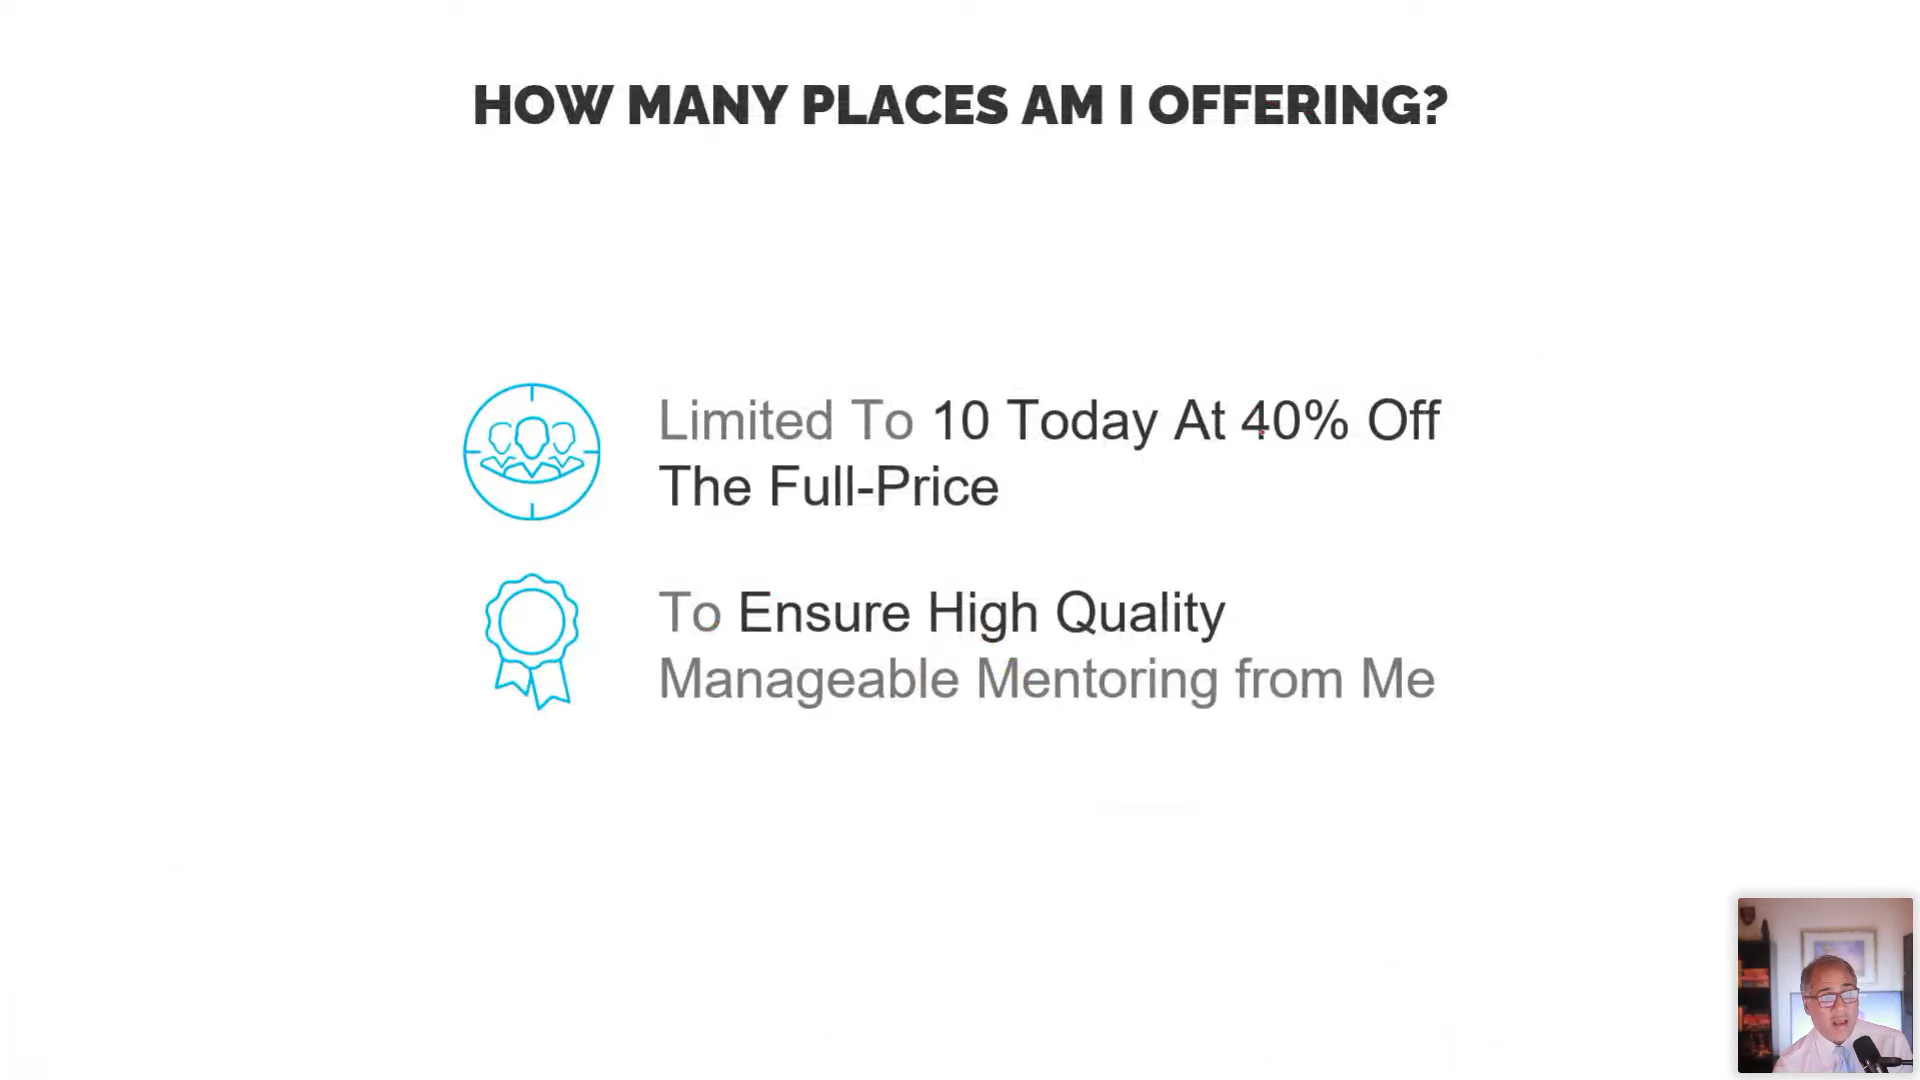 HOW MANY PLACES AM I OFFERING?
Limited To 10 Today At 40% Off
The Full-Price
To Ensure High Quality
Manageable Mentoring from Me